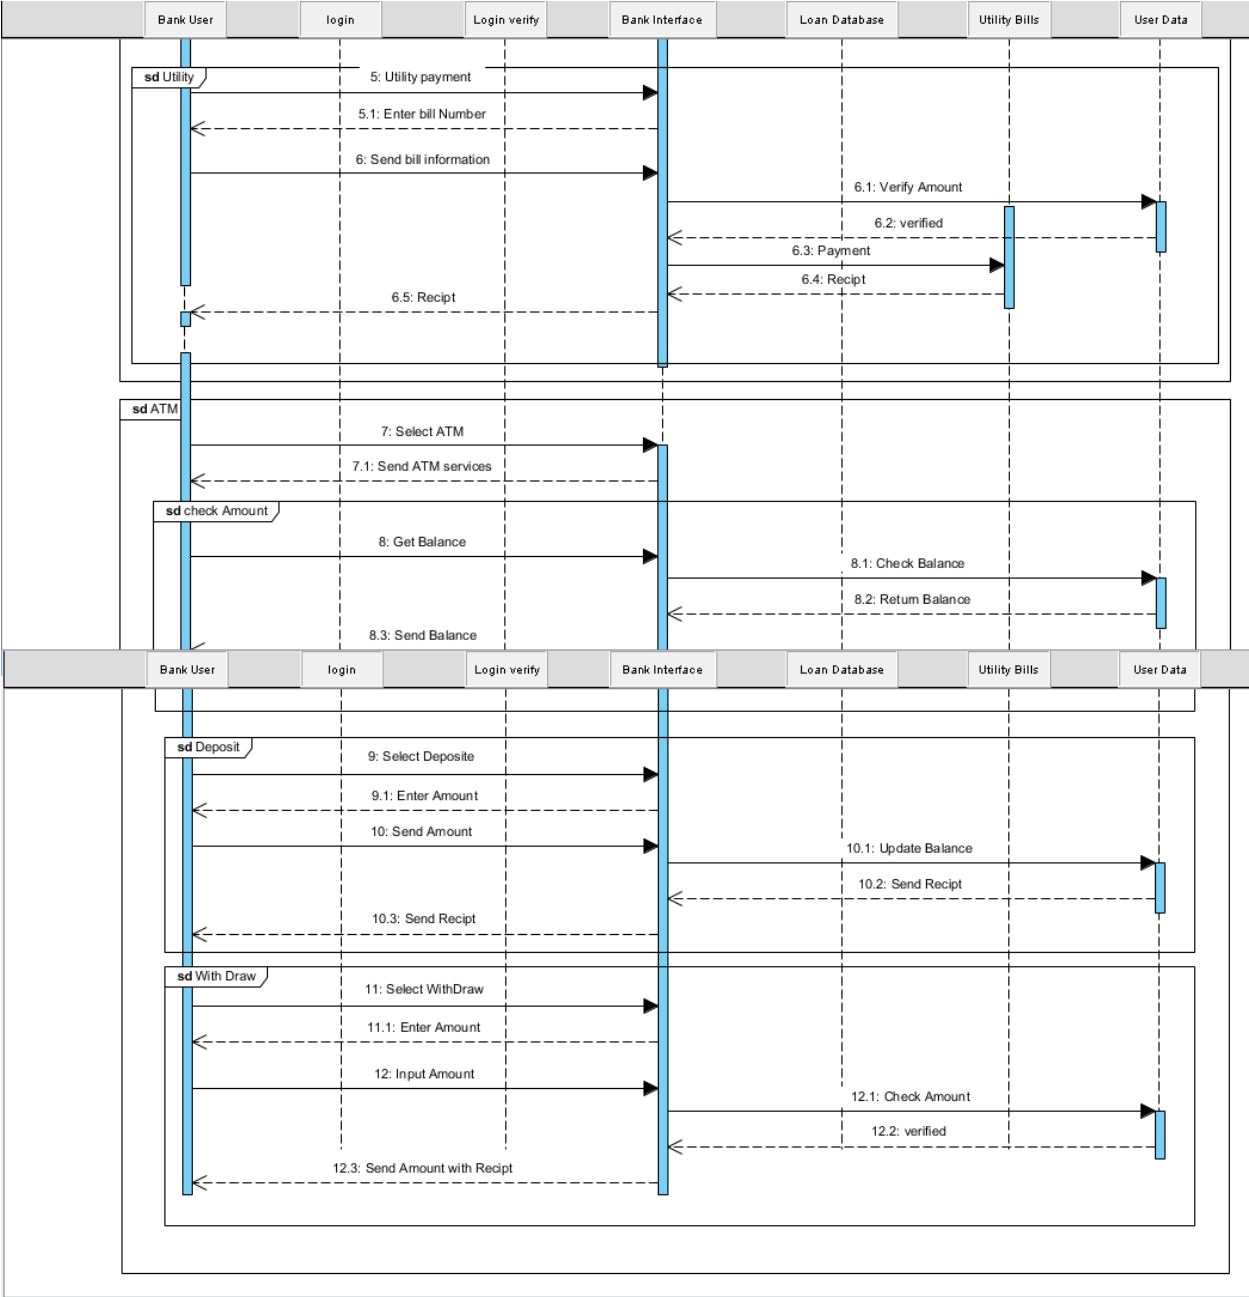 Bank User login Login verify Bank Interface Loan Database Utility Bills User Data
sd Utility
5: Utility payment
5.1: Enter bill Number
6: Send bill information
6.1: Verify Amount
6.2: verified
6.3: Payment
6.4: Recipt
6.5: Recipt
sd ATM
7: Select ATM
7.1: Send ATM services
sd check Amount
8: Get Balance
8.1: Check Balance
8.2: Return Balance
8.3: Send Balance
Bank User login Login verify Bank Interface Loan Database Utility Bills User Data
sd Deposit
9: Select Deposite
9.1: Enter Amount
10: Send Amount
10.1: Update Balance
10.2: Send Recipt
10.3: Send Recipt
sd With Draw
11: Select WithDraw
11.1: Enter Amount
12: Input Amount
12.1: Check Amount
12.2: verified
12.3: Send Amount with Recipt